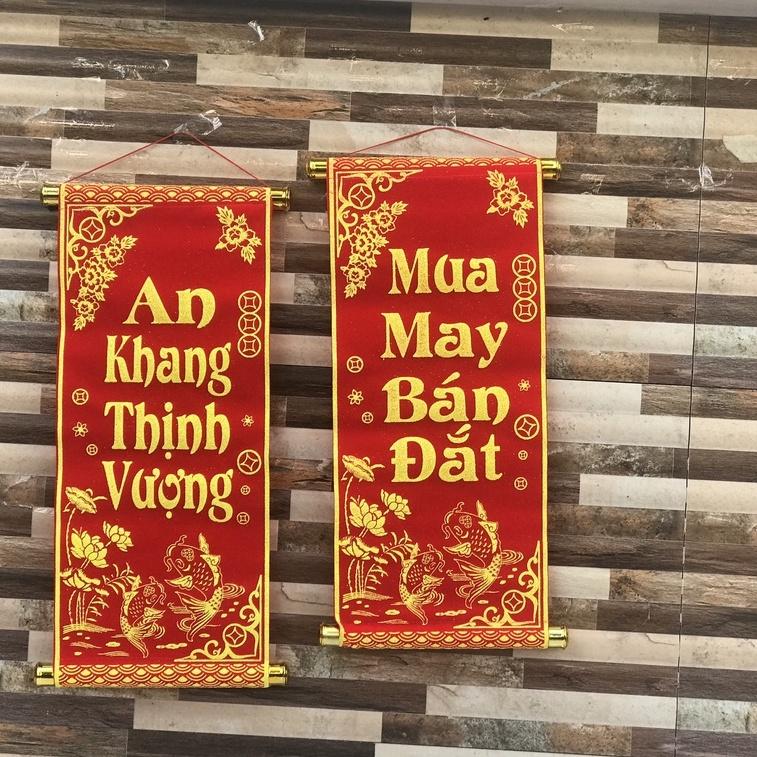 An
Khang
Thịnh
Vượng
Mua
May
Bán
Đắt